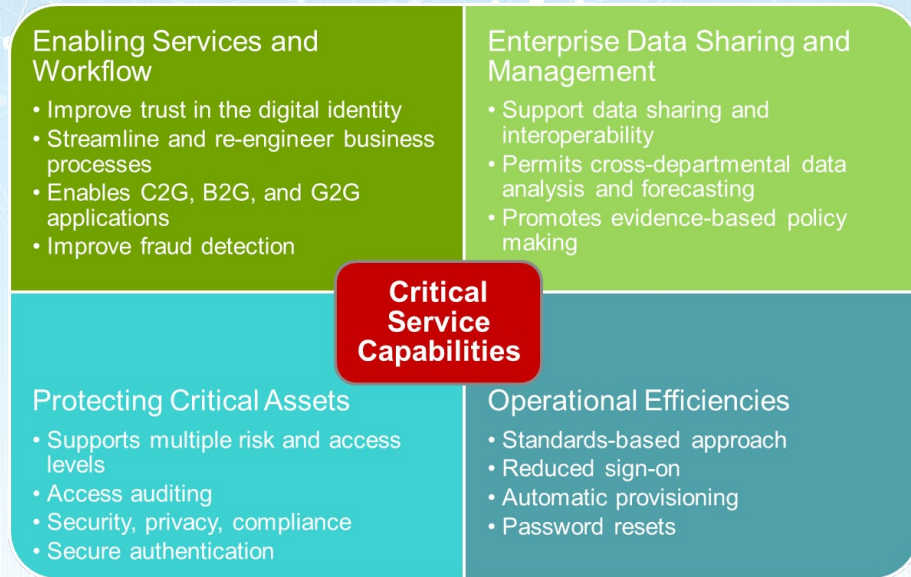 Enabling Services and
Workflow
• Improve trust in the digital identity
• Streamline and re-engineer business
processes
• Enables C2G, B2G, and G2G
applications
• Improve fraud detection
Enterprise Data Sharing and
Management
• Support data sharing and
interoperability
• Permits cross-departmental data
analysis and forecasting
• Promotes evidence-based policy
making
Critical
Service
Capabilities
Protecting Critical Assets
• Supports multiple risk and access
levels
• Access auditing
• Security, privacy, compliance
• Secure authentication
Operational Efficiencies
• Standards-based approach
• Reduced sign-on
• Automatic provisioning
• Password resets